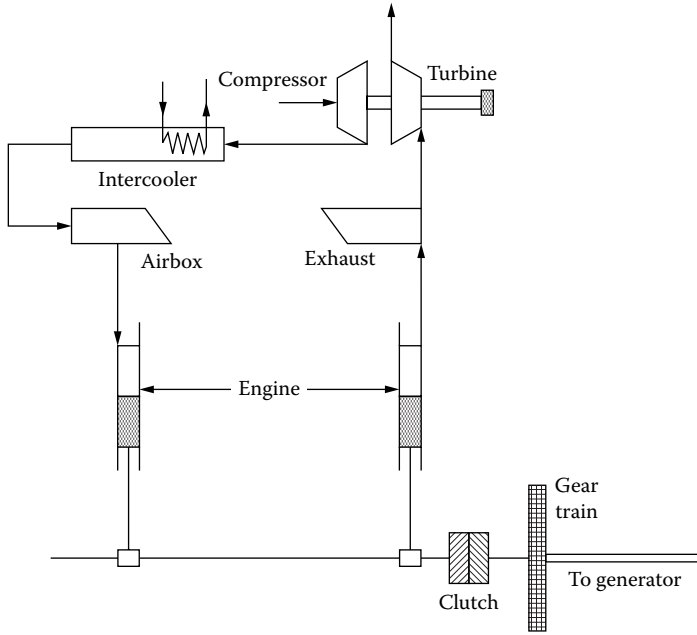 Compressor
Turbine
Intercooler
Airbox
Exhaust
Engine
Gear
train
To generator
Clutch